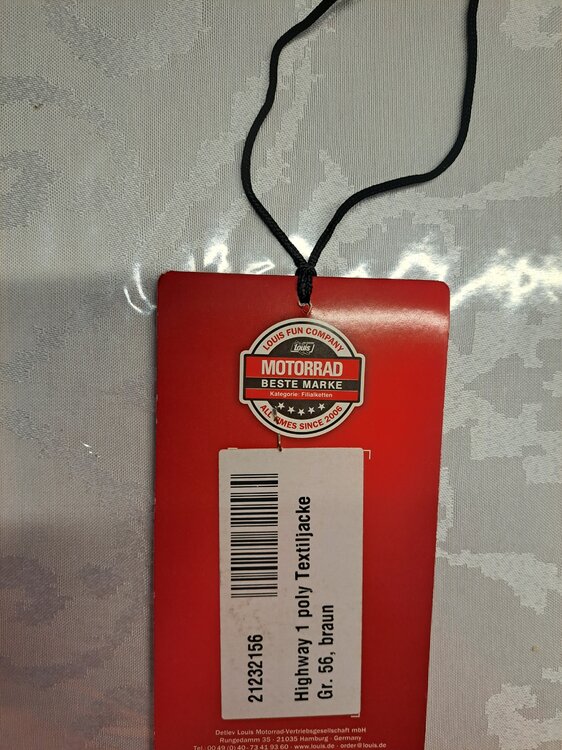 LOUIS FUN COMPANY
Louis
MOTORRAD
BESTE MARKE
Kategorie: Filialketten
ALL TIMES SINCE 2006
21232156
Highway 1 poly Textiljacke
Gr. 56, braun
Detlev Louis Motorrad-Vertriebsgesellschaft mbH
Rungedamm 35 · 21035 Hamburg · Germany
Tel.: 00 49 (0) 40 - 73 41 93 60 · www.louis.de · order@louis.de